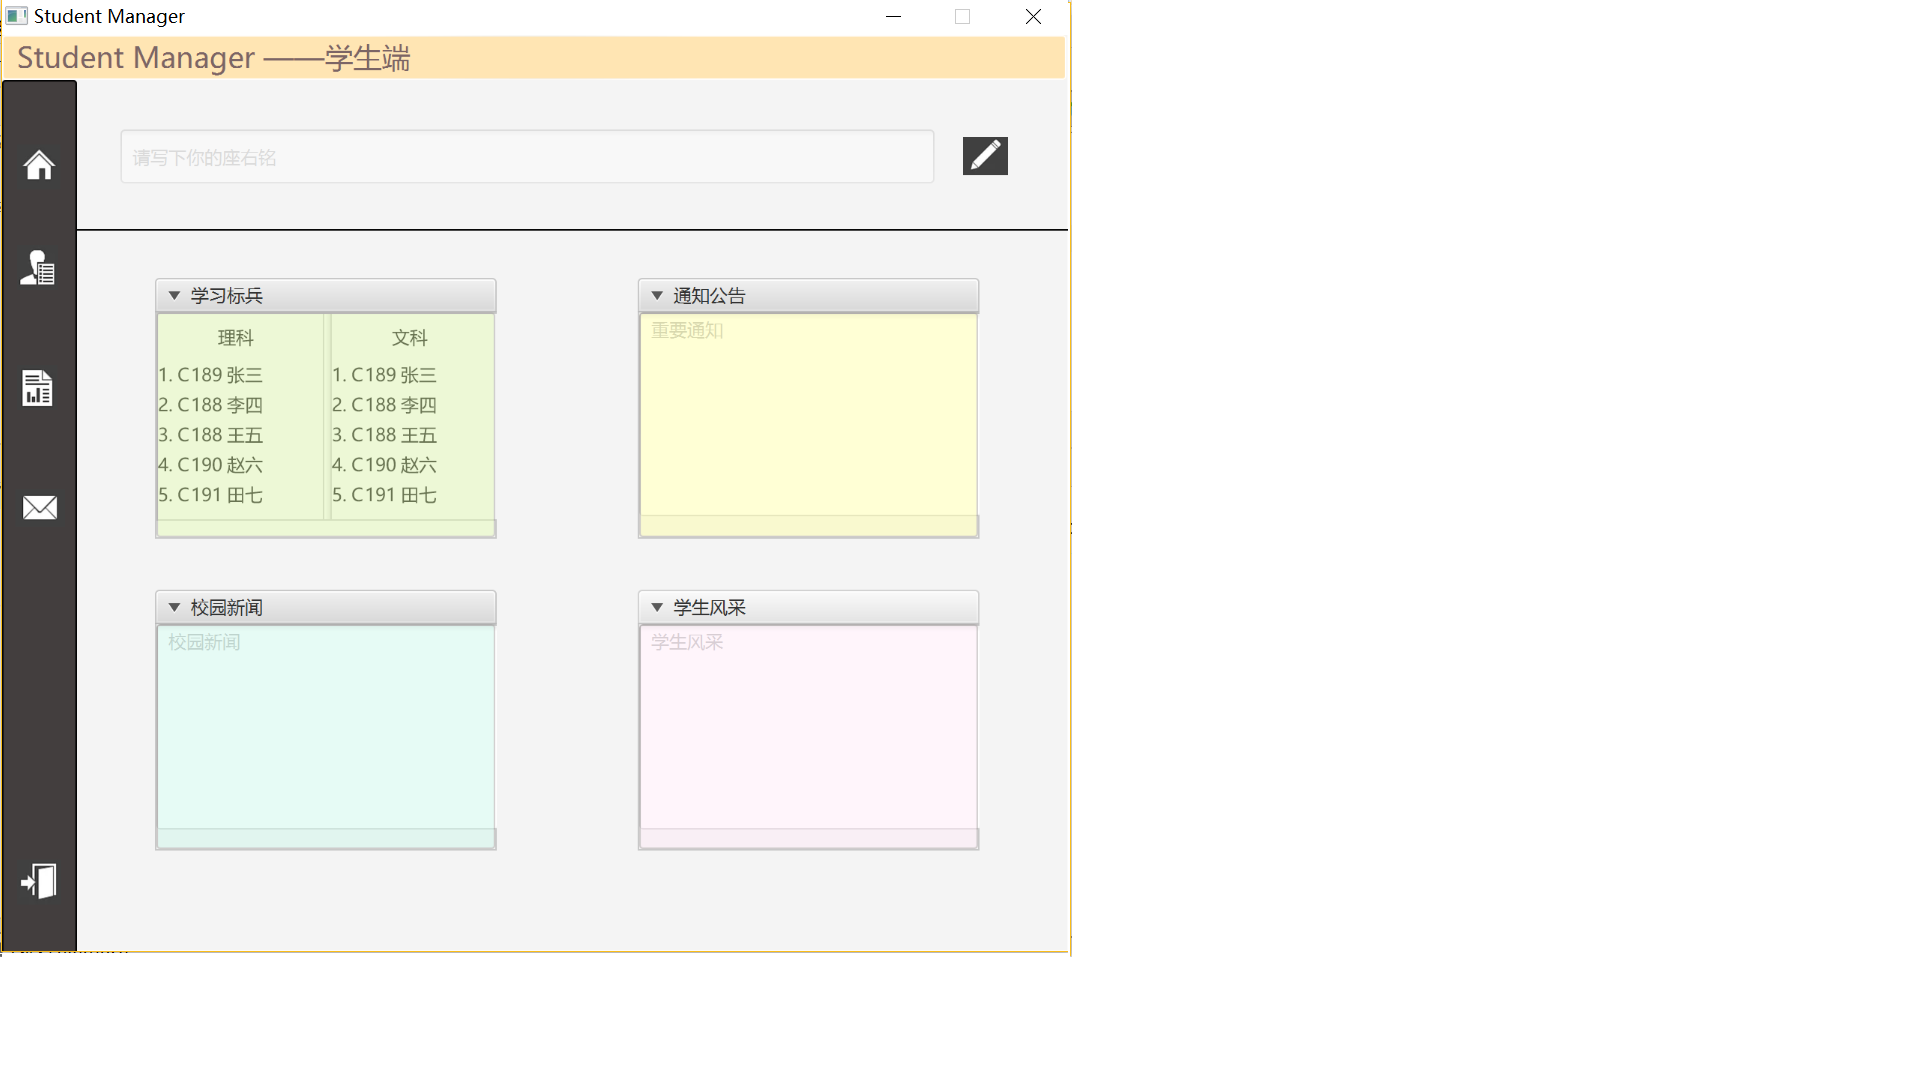 Student Manager
Student Manager ——学生端
请写下你的座右铭
学习标兵
理科
1. C189 张三
2. C188 李四
3. C188 王五
4. C190 赵六
5. C191 田七
文科
1. C189 张三
2. C188 李四
3. C188 王五
4. C190 赵六
5. C191 田七
通知公告
重要通知
校园新闻
校园新闻
学生风采
学生风采